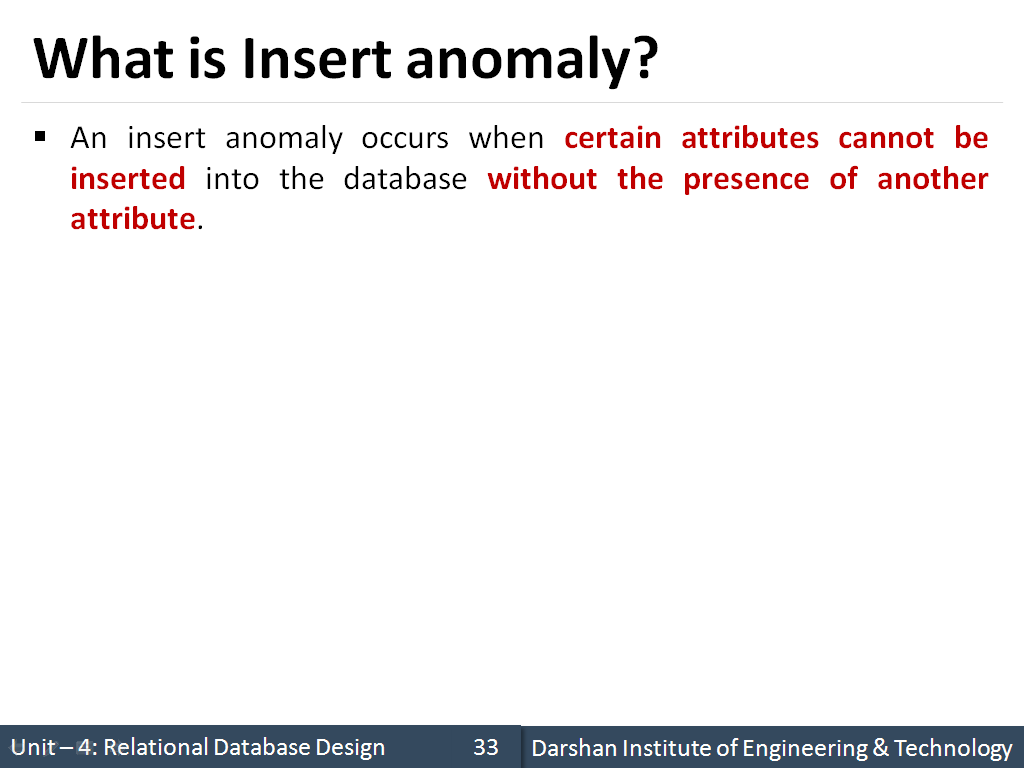 What is Insert anomaly?
▪ An insert anomaly occurs when certain attributes cannot be
inserted into the database without the presence of another
attribute.
Unit – 4: Relational Database Design 33 Darshan Institute of Engineering & Technology